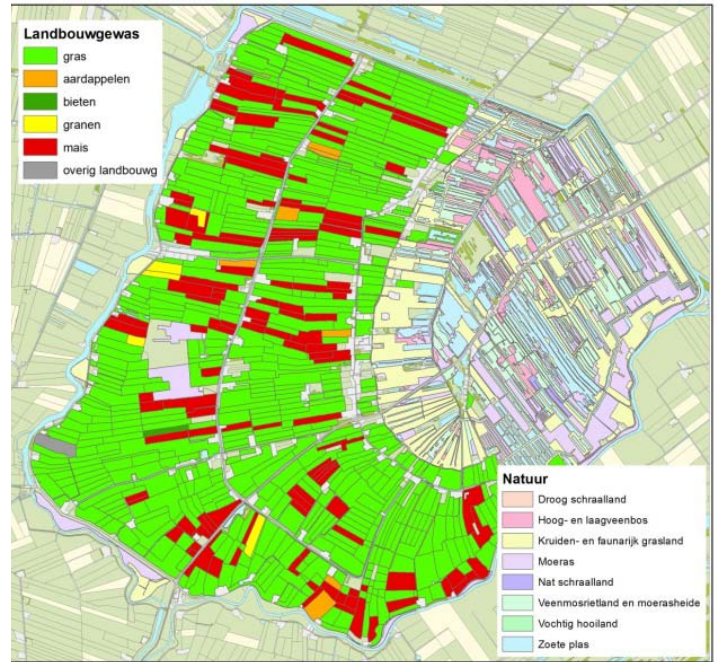 Landbouwgewas
gras
aardappelen
bieten
granen
mais
overig landbouwg
Natuur
Droog schraalland
Hoog- en laagveenbos
Kruiden- en faunarijk grasland
Moeras
Nat schraalland
Veenmosrietland en moerasheide
Vochtig hooiland
Zoete plas